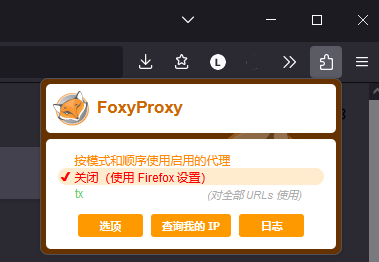 L
FoxyProxy
按模式和顺序使用启用的代理
✔ 关闭（使用 Firefox 设置）
tx (对全部 URLs 使用)
选项 查询我的 IP 日志